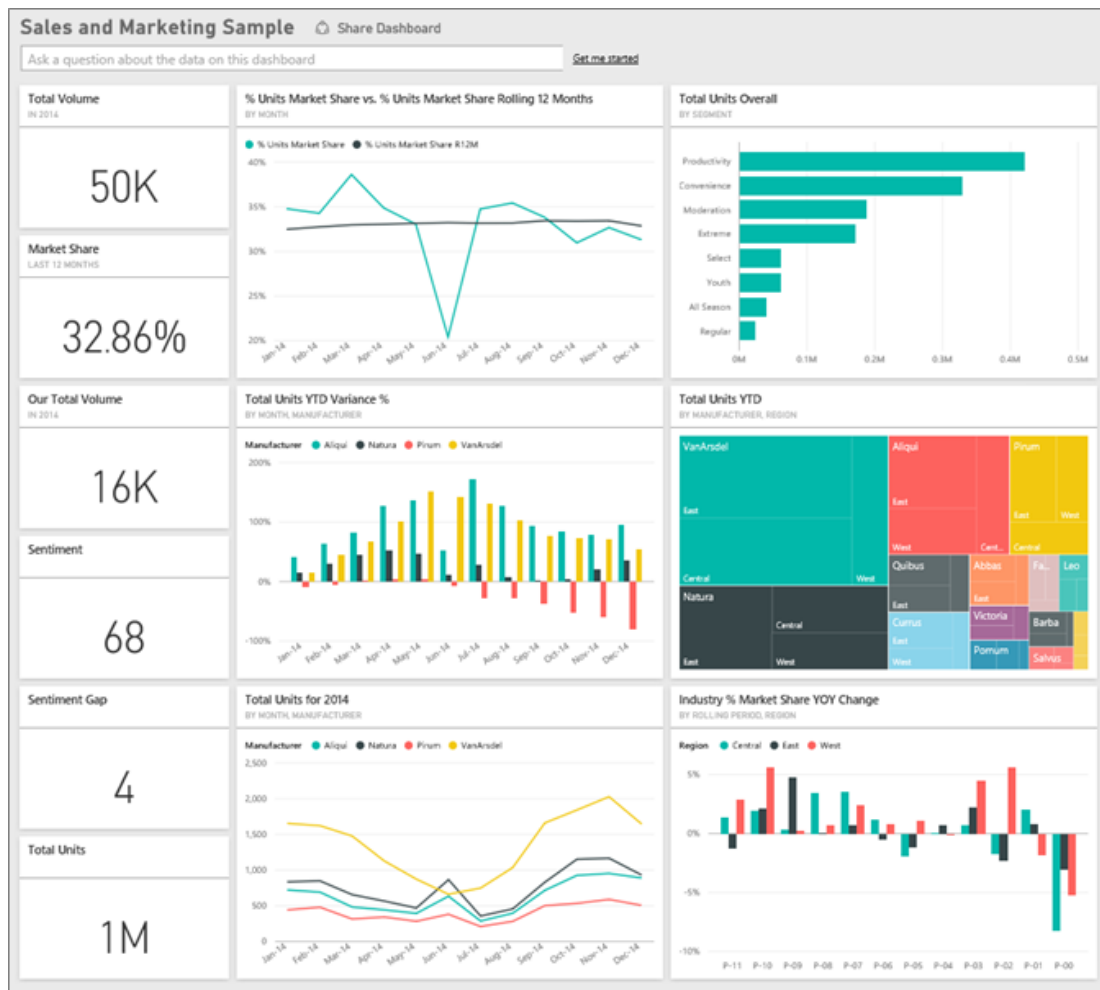 Sales and Marketing Sample
Share Dashboard
Ask a question about the data on this dashboard
Get me started
Total Volume
IN 2014
50K
Market Share
LAST 12 MONTHS
32.86%
Our Total Volume
IN 2014
16K
Sentiment
68
Sentiment Gap
4
Total Units
1M
% Units Market Share vs. % Units Market Share Rolling 12 Months
BY MONTH
% Units Market Share % Units Market Share R12M
40%
35%
30%
25%
20%
Jan-14 Feb-14 Mar-14 Apr-14 May-14 Jun-14 Jul-14 Aug-14 Sep-14 Oct-14 Nov-14 Dec-14
Total Units Overall
BY SEGMENT
Productivity
Convenience
Moderation
Extreme
Select
Youth
All Season
Regular
0M 0.1M 0.2M 0.3M 0.4M 0.5M
Total Units YTD Variance %
BY MONTH, MANUFACTURER
Manufacturer Aliqui Natura Pirum VanArsdel
200%
100%
0%
-100%
Jan-14 Feb-14 Mar-14 Apr-14 May-14 Jun-14 Jul-14 Aug-14 Sep-14 Oct-14 Nov-14 Dec-14
Total Units YTD
BY MANUFACTURER, REGION
VanArsdel
East
Central
West
Natura
East
Central
West
Aliqui
East
West
Cent...
Pirum
East
West
Central
Quibus
East
Currus
East
West
Abbas
East
Victoria
Pomum
Fa...
Leo
Barba
Salvus
Total Units for 2014
BY MONTH, MANUFACTURER
Manufacturer Aliqui Natura Pirum VanArsdel
2,500
2,000
1,500
1,000
500
0
Jan-14 Feb-14 Mar-14 Apr-14 May-14 Jun-14 Jul-14 Aug-14 Sep-14 Oct-14 Nov-14 Dec-14
Industry % Market Share YOY Change
BY ROLLING PERIOD, REGION
Region Central East West
5%
0%
-5%
-10%
P-11 P-10 P-09 P-08 P-07 P-06 P-05 P-04 P-03 P-02 P-01 P-00